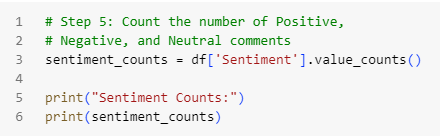 1 # Step 5: Count the number of Positive,
2 # Negative, and Neutral comments
3 sentiment_counts = df['Sentiment'].value_counts()
4
5 print("Sentiment Counts:")
6 print(sentiment_counts)